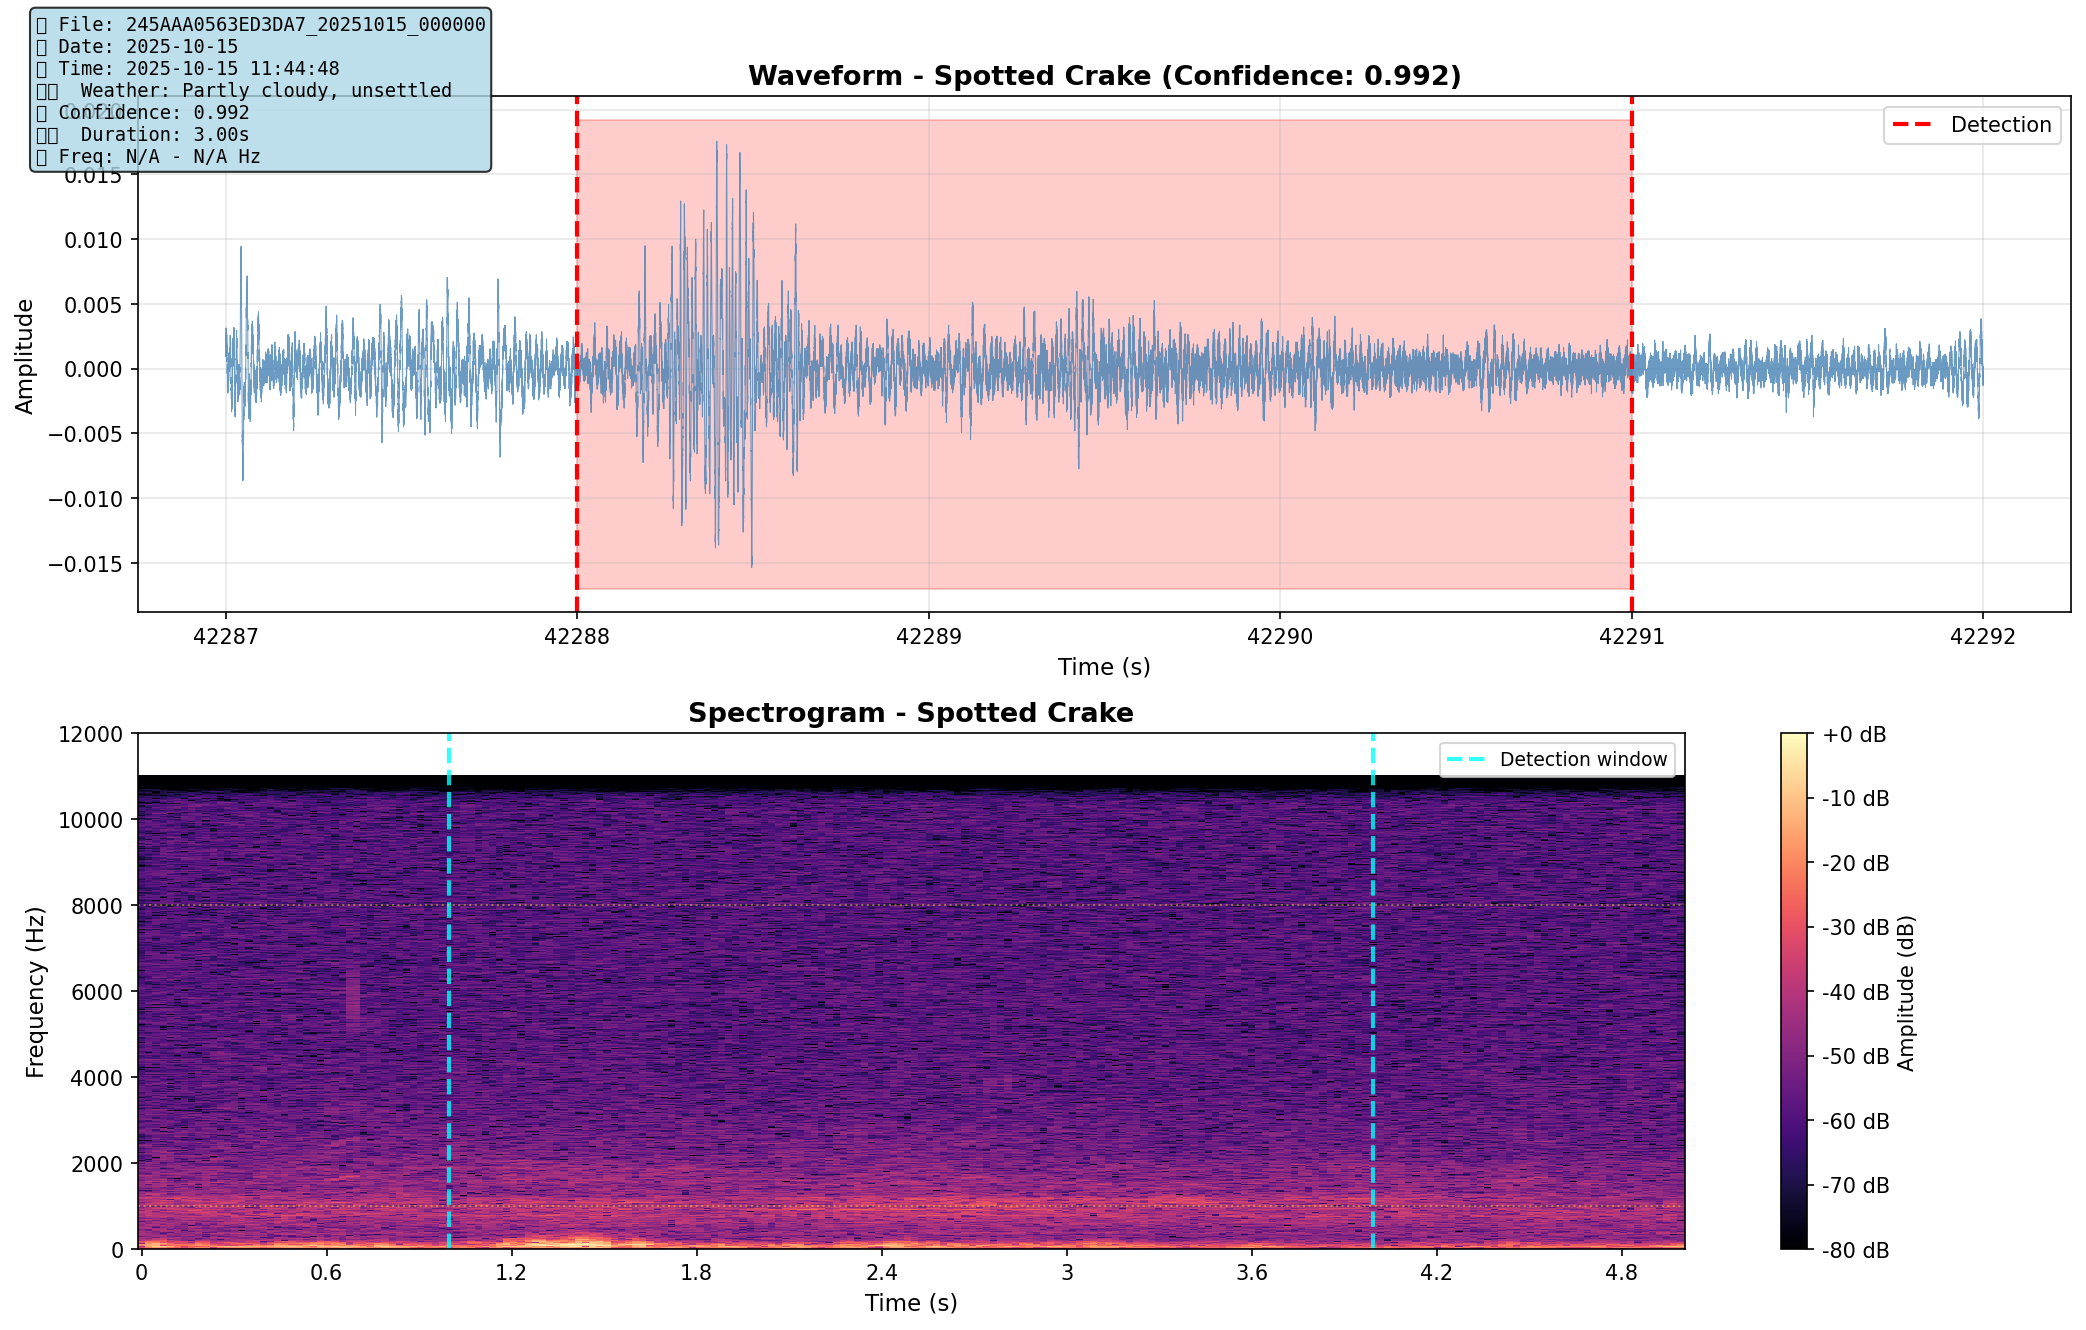 File: 245AAA0563ED3DA7_20251015_000000
Date: 2025-10-15
Time: 2025-10-15 11:44:48
Weather: Partly cloudy, unsettled
Confidence: 0.992
Duration: 3.00s
Freq: N/A - N/A Hz
Waveform - Spotted Crake (Confidence: 0.992)
Detection
0.020
0.015
0.010
0.005
0.000
−0.005
−0.010
−0.015
Amplitude
42287 42288 42289 42290 42291 42292
Time (s)
Spectrogram - Spotted Crake
Detection window
12000
10000
8000
6000
4000
2000
0
Frequency (Hz)
0 0.6 1.2 1.8 2.4 3 3.6 4.2 4.8
Time (s)
+0 dB
-10 dB
-20 dB
-30 dB
-40 dB
-50 dB
-60 dB
-70 dB
-80 dB
Amplitude (dB)